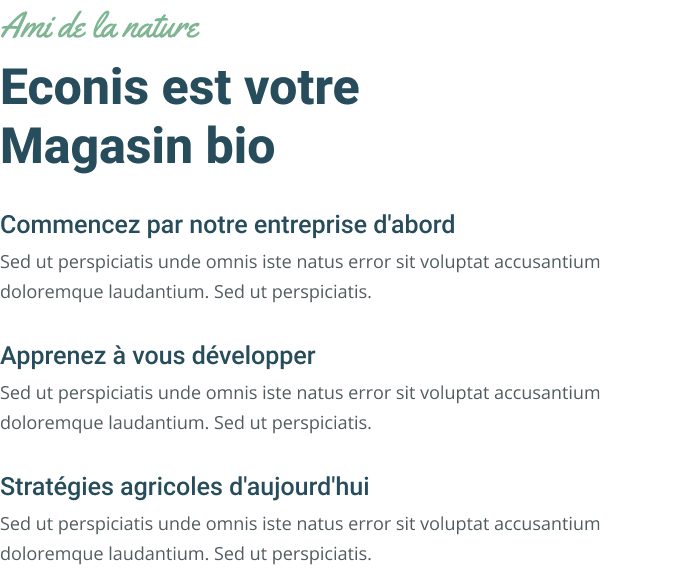 Ami de la nature
Econis est votre
Magasin bio
Commencez par notre entreprise d'abord
Sed ut perspiciatis unde omnis iste natus error sit voluptat accusantium
doloremque laudantium. Sed ut perspiciatis.
Apprenez à vous développer
Sed ut perspiciatis unde omnis iste natus error sit voluptat accusantium
doloremque laudantium. Sed ut perspiciatis.
Stratégies agricoles d'aujourd'hui
Sed ut perspiciatis unde omnis iste natus error sit voluptat accusantium
doloremque laudantium. Sed ut perspiciatis.